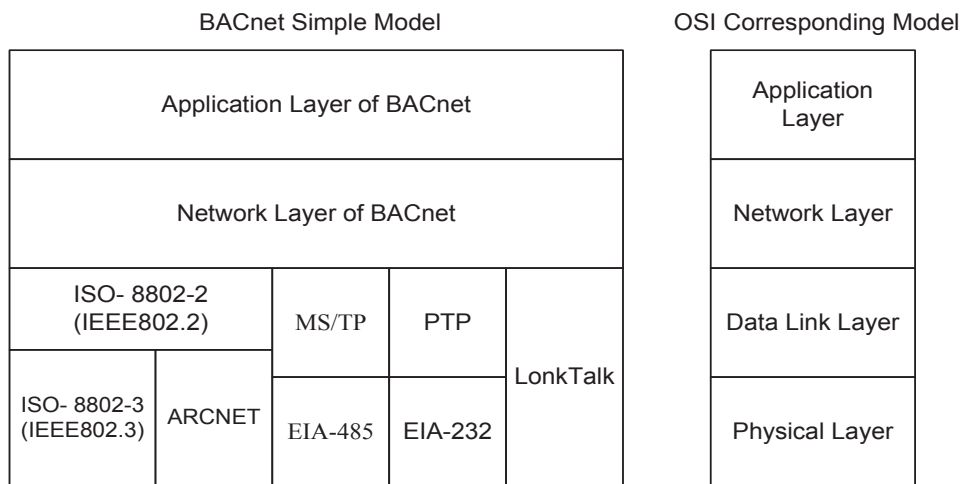 BACnet Simple Model
OSI Corresponding Model
Application Layer of BACnet
Application
Layer
Network Layer of BACnet
Network Layer
ISO- 8802-2
(IEEE802.2)
MS/TP
PTP
LonkTalk
Data Link Layer
ISO- 8802-3
(IEEE802.3)
ARCNET
EIA-485
EIA-232
Physical Layer